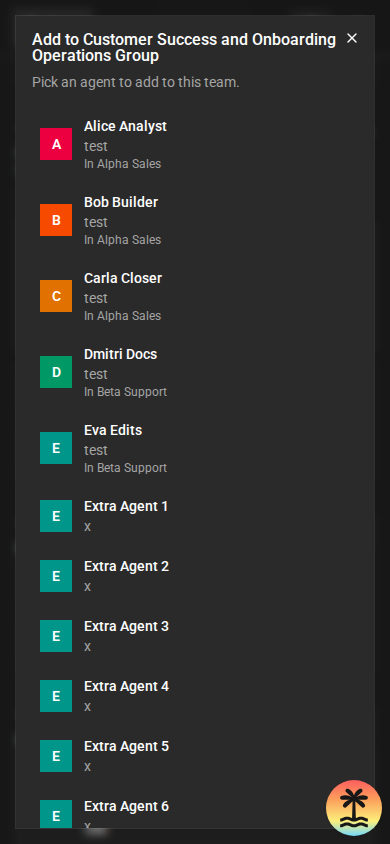 Add to Customer Success and Onboarding
Operations Group
Pick an agent to add to this team.
A
Alice Analyst
test
In Alpha Sales
B
Bob Builder
test
In Alpha Sales
C
Carla Closer
test
In Alpha Sales
D
Dmitri Docs
test
In Beta Support
E
Eva Edits
test
In Beta Support
E
Extra Agent 1
x
E
Extra Agent 2
x
E
Extra Agent 3
x
E
Extra Agent 4
x
E
Extra Agent 5
x
E
Extra Agent 6
x